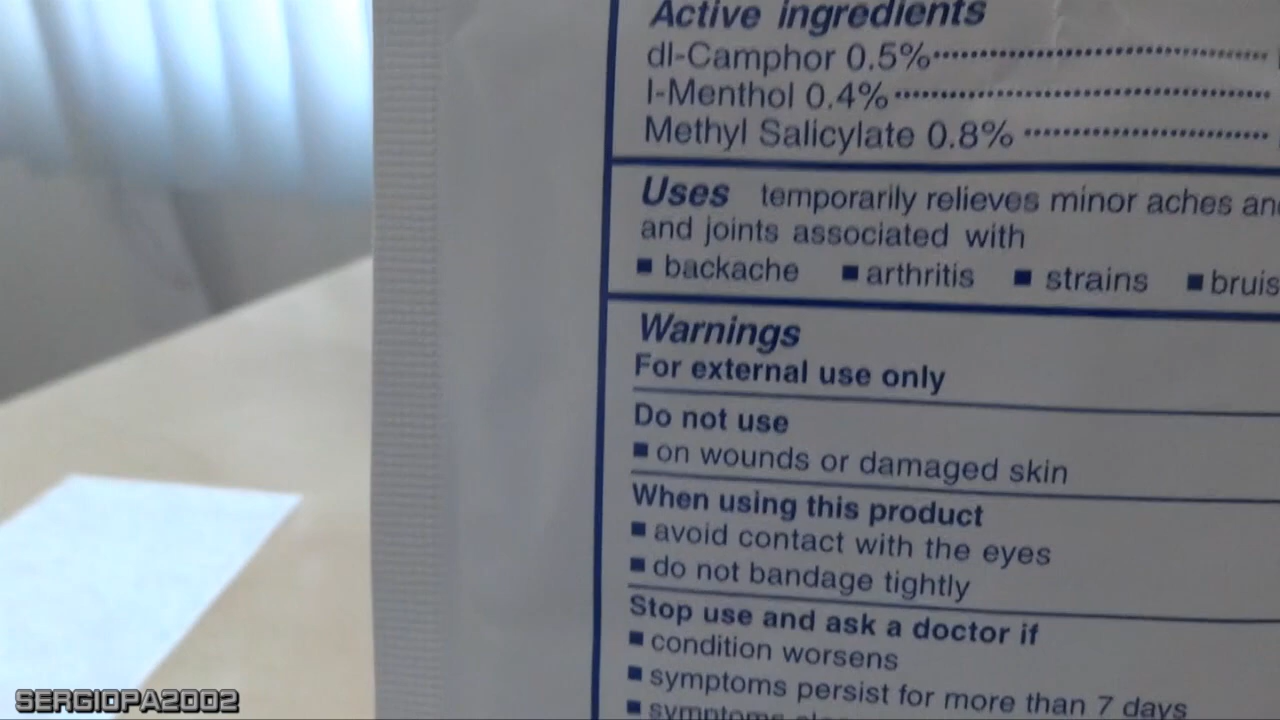 Active ingredients
dl-Camphor 0.5%
l-Menthol 0.4%
Methyl Salicylate 0.8%
Uses temporarily relieves minor aches
and joints associated with
■ backache ■ arthritis ■ strains ■
Warnings
For external use only
Do not use
■ on wounds or damaged skin
When using this product
■ avoid contact with the eyes
■ do not bandage tightly
Stop use and ask a doctor if
■ condition worsens
■ symptoms persist for more than 7 days
■ symptoms
SERGIOPA2002